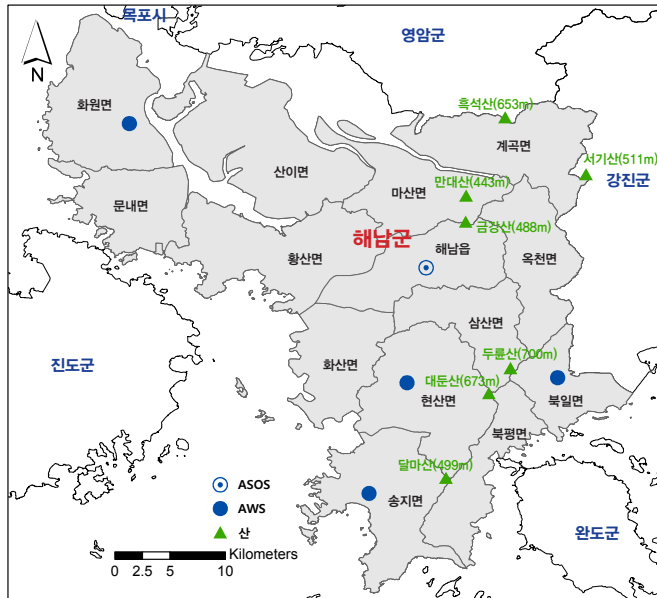 목포시
영암군
N
화원면
흑석산(653m)
계곡면
서기산(511m)
산이면
만대산(443m)
강진군
마산면
문내면
금강산(488m)
해남군
해남읍
황산면
옥천면
삼산면
진도군
화산면
두륜산(700m)
대둔산(673m)
현산면
북일면
북평면
달마산(499m)
ASOS
송지면
AWS
산
완도군
Kilometers
0 2.5 5 10